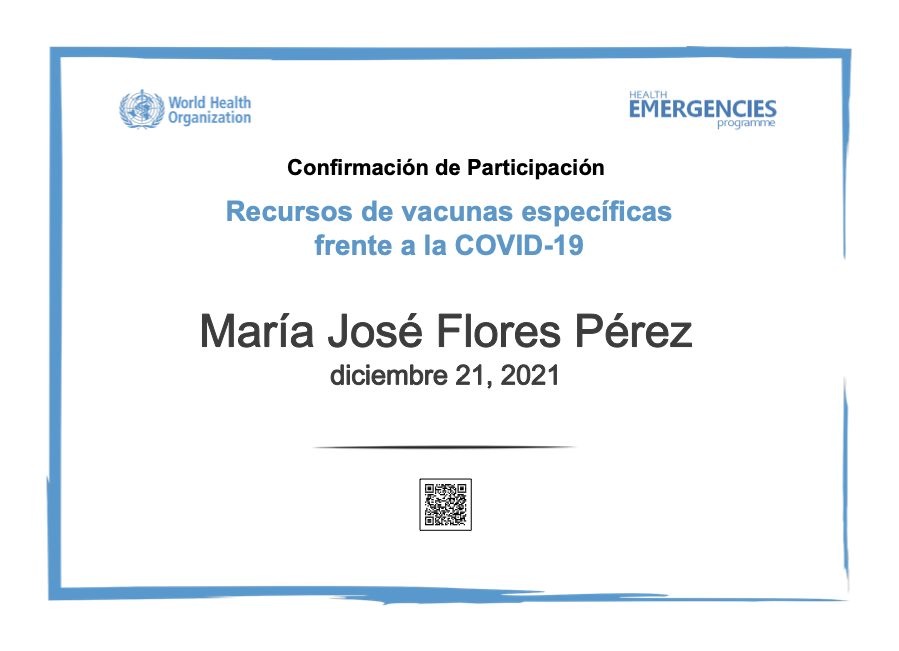 World Health
Organization
HEALTH
EMERGENCIES
programme
Confirmación de Participación
Recursos de vacunas específicas
frente a la COVID-19
María José Flores Pérez
diciembre 21, 2021